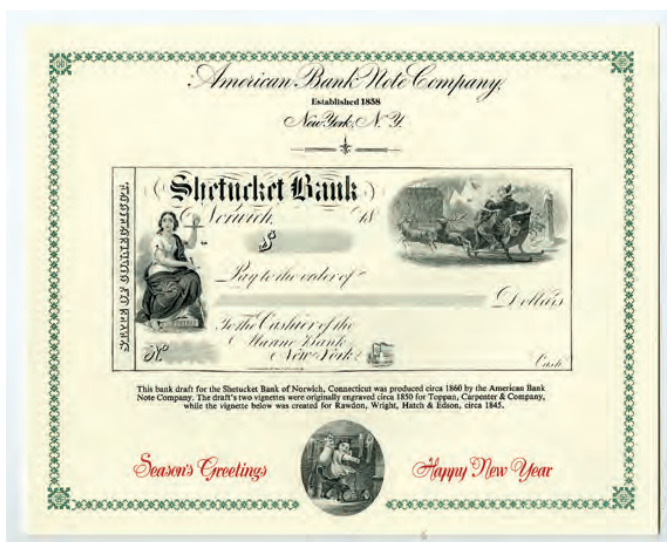 American Bank Note Company,
Established 1858
New York, N. Y.
Shetucket Bank
Norwich, 18
$
Pay to the order of
Dollars
To the Cashier of the
Marine Bank
New York
No
Cash.
This bank draft for the Shetucket Bank of Norwich, Connecticut was produced circa 1860 by the American Bank
Note Company. The draft's two vignettes were originally engraved circa 1850 for Toppan, Carpenter & Company,
while the vignette below was created for Rawdon, Wright, Hatch & Edson, circa 1845.
Season's Greetings
Happy New Year